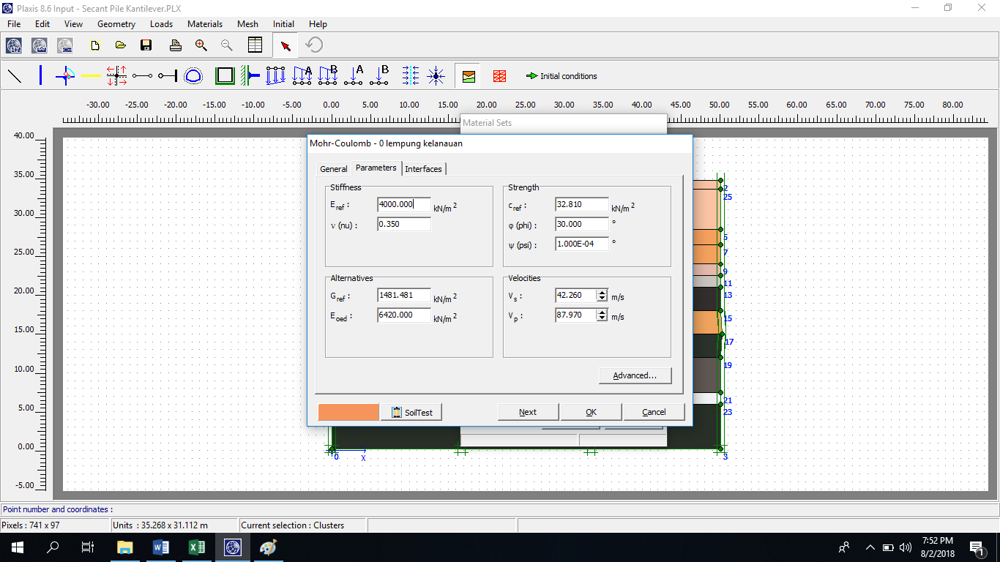 Plaxis 8.6 Input - Secant Pile Kantilever.PLX
File Edit View Geometry Loads Materials Mesh Initial Help
A B A B Initial conditions
-30.00 -25.00 -20.00 -15.00 -10.00 -5.00 0.00 5.00 10.00 15.00 20.00 25.00 30.00 35.00 40.00 45.00 50.00 55.00 60.00 65.00 70.00 75.00 80.00
Material Sets
40.00
35.00
30.00
25.00
20.00
15.00
10.00
5.00
0.00
-5.00
Mohr-Coulomb - 0 lempung kelanauan
General Parameters Interfaces
Stiffness
E ref : 4000.000 kN/m 2
ν (nu) : 0.350
Strength
c ref : 32.810 kN/m 2
φ (phi) : 30.000 °
ψ (psi) : 1.000E-04 °
Alternatives
G ref : 1481.481 kN/m 2
E oed : 6420.000 kN/m 2
Velocities
V s : 42.260 m/s
V p : 87.970 m/s
Advanced...
SoilTest Next OK Cancel
2
25
5
7
9
11
13
15
17
19
21
23
3
0 X
Point number and coordinates :
Pixels : 741 x 97 Units : 35.268 x 31.112 m Current selection : Clusters
7:52 PM
8/2/2018
1